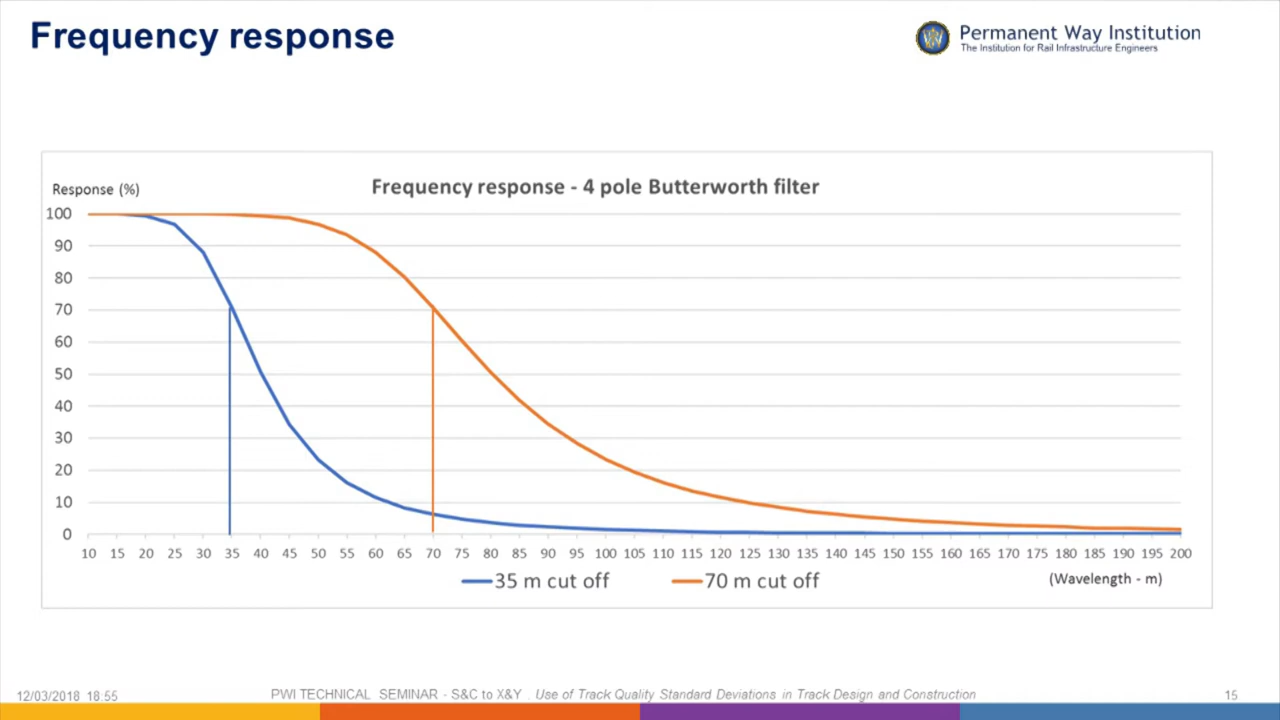 Frequency response
Permanent Way Institution
The Institution for Rail Infrastructure Engineers
Response (%)
Frequency response - 4 pole Butterworth filter
100
90
80
70
60
50
40
30
20
10
0
10 15 20 25 30 35 40 45 50 55 60 65 70 75 80 85 90 95 100 105 110 115 120 125 130 135 140 145 150 155 160 165 170 175 180 185 190 195 200
35 m cut off 70 m cut off
(Wavelength - m)
12/03/2018 18:55
PWI TECHNICAL SEMINAR - S&C to X&Y . Use of Track Quality Standard Deviations in Track Design and Construction
15